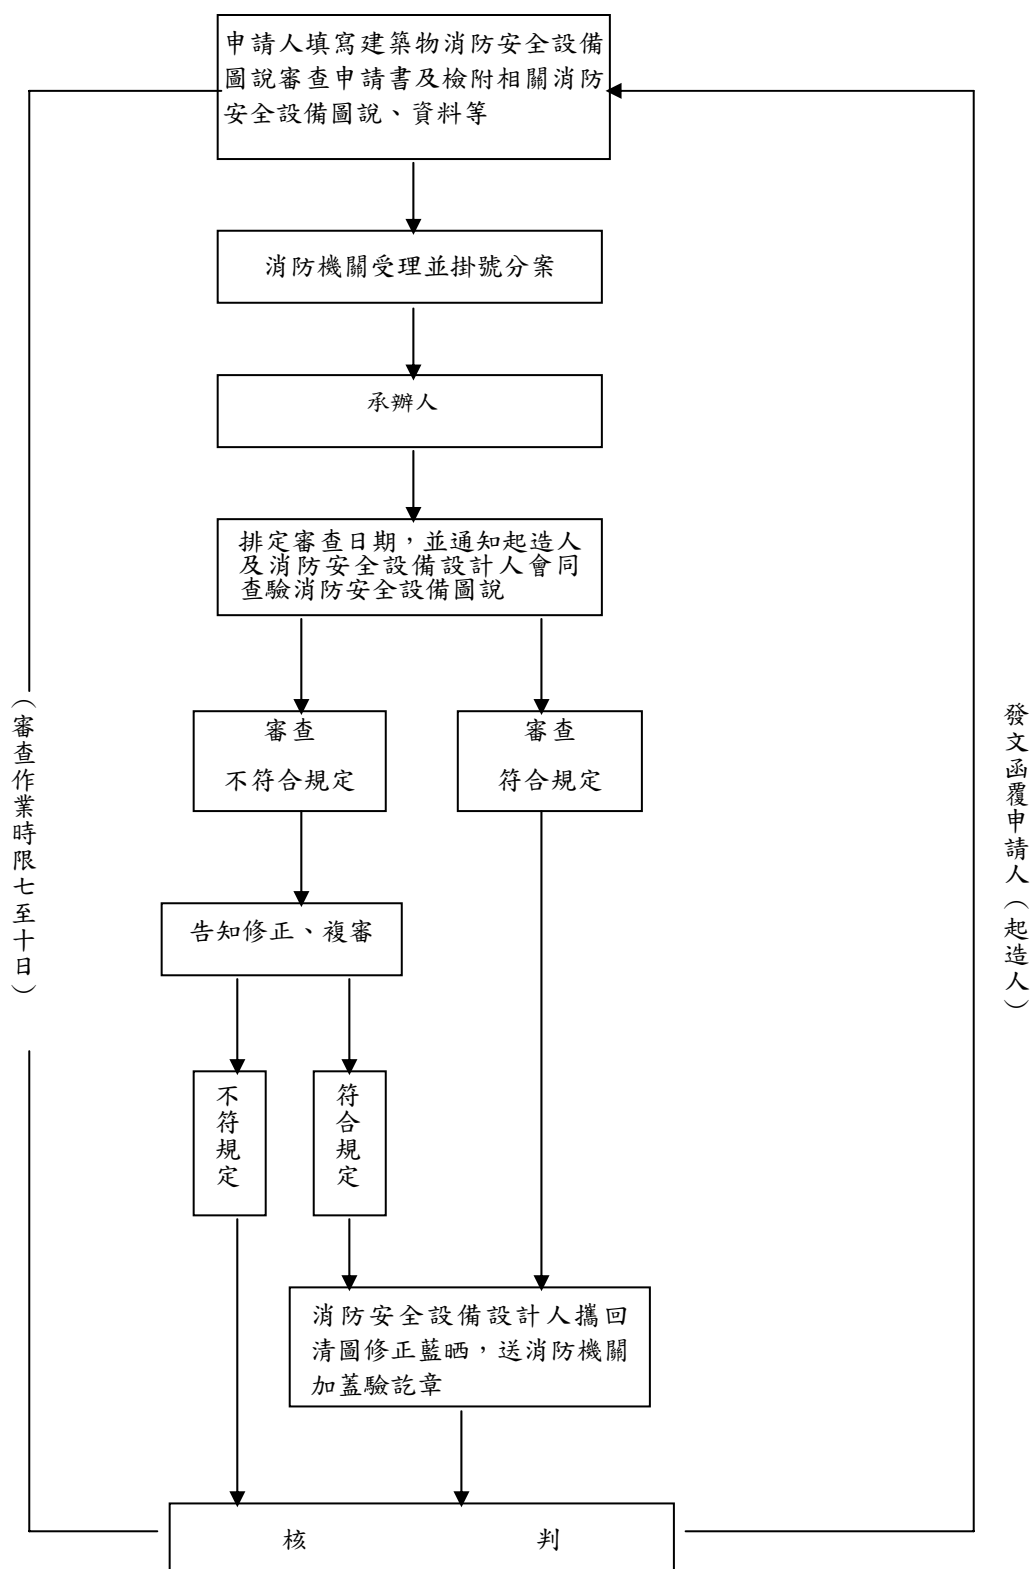 申請人填寫建築物消防安全設備
圖說審查申請書及檢附相關消防
安全設備圖說、資料等
消防機關受理並掛號分案
承辦人
排定審查日期，並通知起造人
及消防安全設備設計人會同
查驗消防安全設備圖說
審查
不符合規定
審查
符合規定
告知修正、複審
不符規定
符合規定
消防安全設備設計人攜回
清圖修正藍晒，送消防機關
加蓋驗訖章
核 判
（審查作業時限七至十日）
發文函覆申請人（起造人）